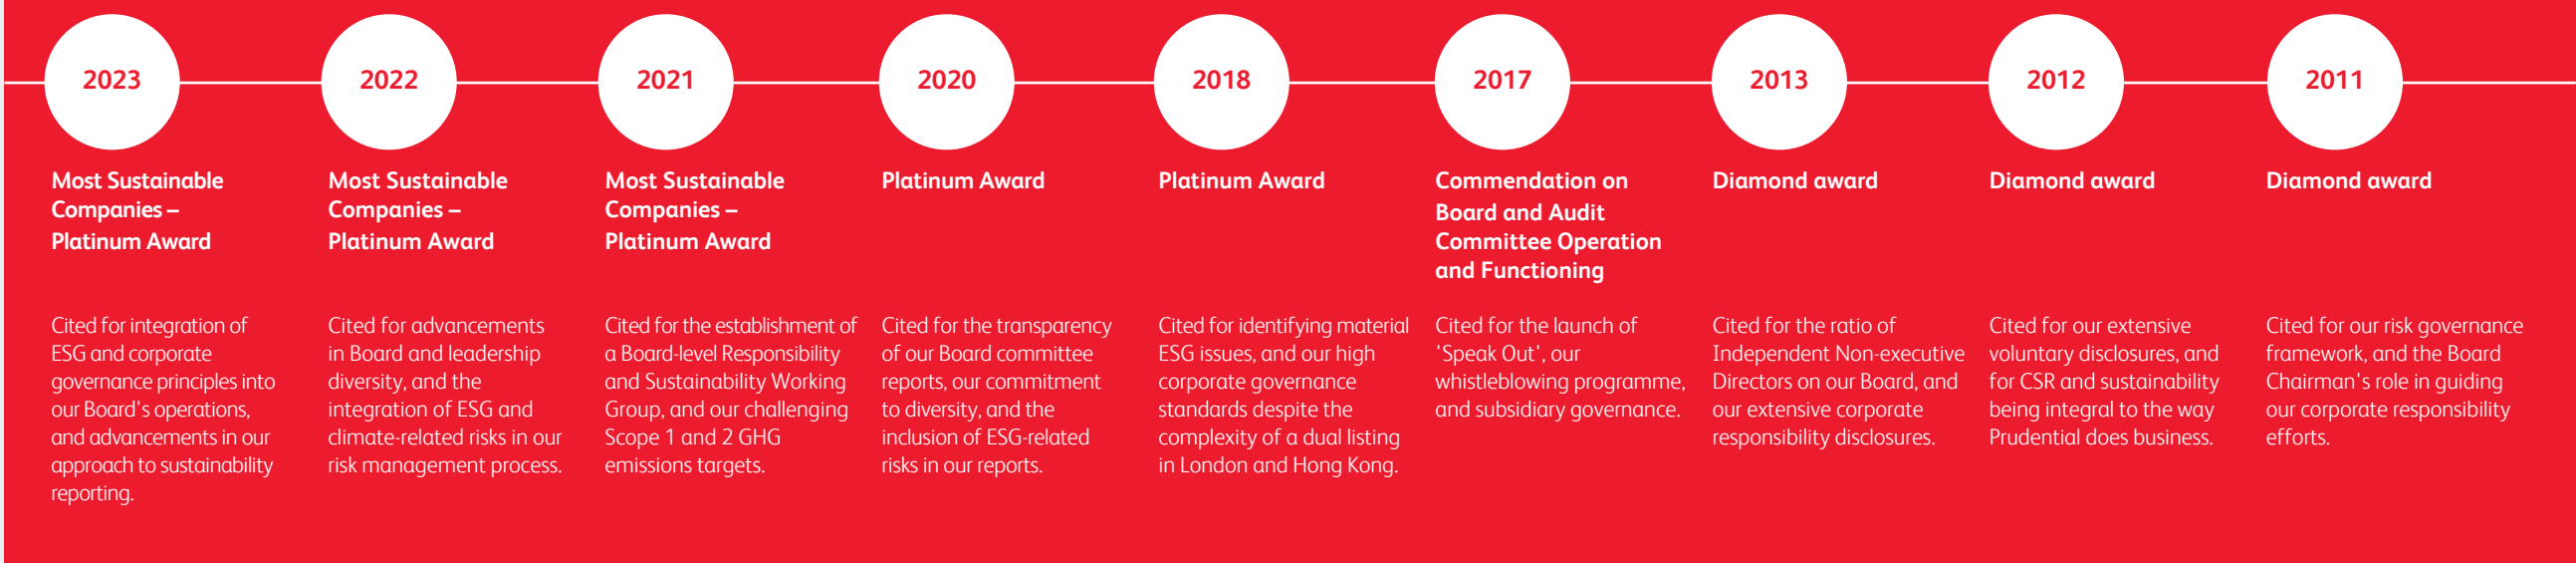 2023
Most Sustainable
Companies –
Platinum Award
Cited for integration of
ESG and corporate
governance principles into
our Board's operations,
and advancements in our
approach to sustainability
reporting.
2022
Most Sustainable
Companies –
Platinum Award
Cited for advancements
in Board and leadership
diversity, and the
integration of ESG and
climate-related risks in our
risk management process.
2021
Most Sustainable
Companies –
Platinum Award
Cited for the establishment of
a Board-level Responsibility
and Sustainability Working
Group, and our challenging
Scope 1 and 2 GHG
emissions targets.
2020
Platinum Award
Cited for the transparency
of our Board committee
reports, our commitment
to diversity, and the
inclusion of ESG-related
risks in our reports.
2018
Platinum Award
Cited for identifying material
ESG issues, and our high
corporate governance
standards despite the
complexity of a dual listing
in London and Hong Kong.
2017
Commendation on
Board and Audit
Committee Operation
and Functioning
Cited for the launch of
'Speak Out', our
whistleblowing programme,
and subsidiary governance.
2013
Diamond award
Cited for the ratio of
Independent Non-executive
Directors on our Board, and
our extensive corporate
responsibility disclosures.
2012
Diamond award
Cited for our extensive
voluntary disclosures, and
for CSR and sustainability
being integral to the way
Prudential does business.
2011
Diamond award
Cited for our risk governance
framework, and the Board
Chairman's role in guiding
our corporate responsibility
efforts.